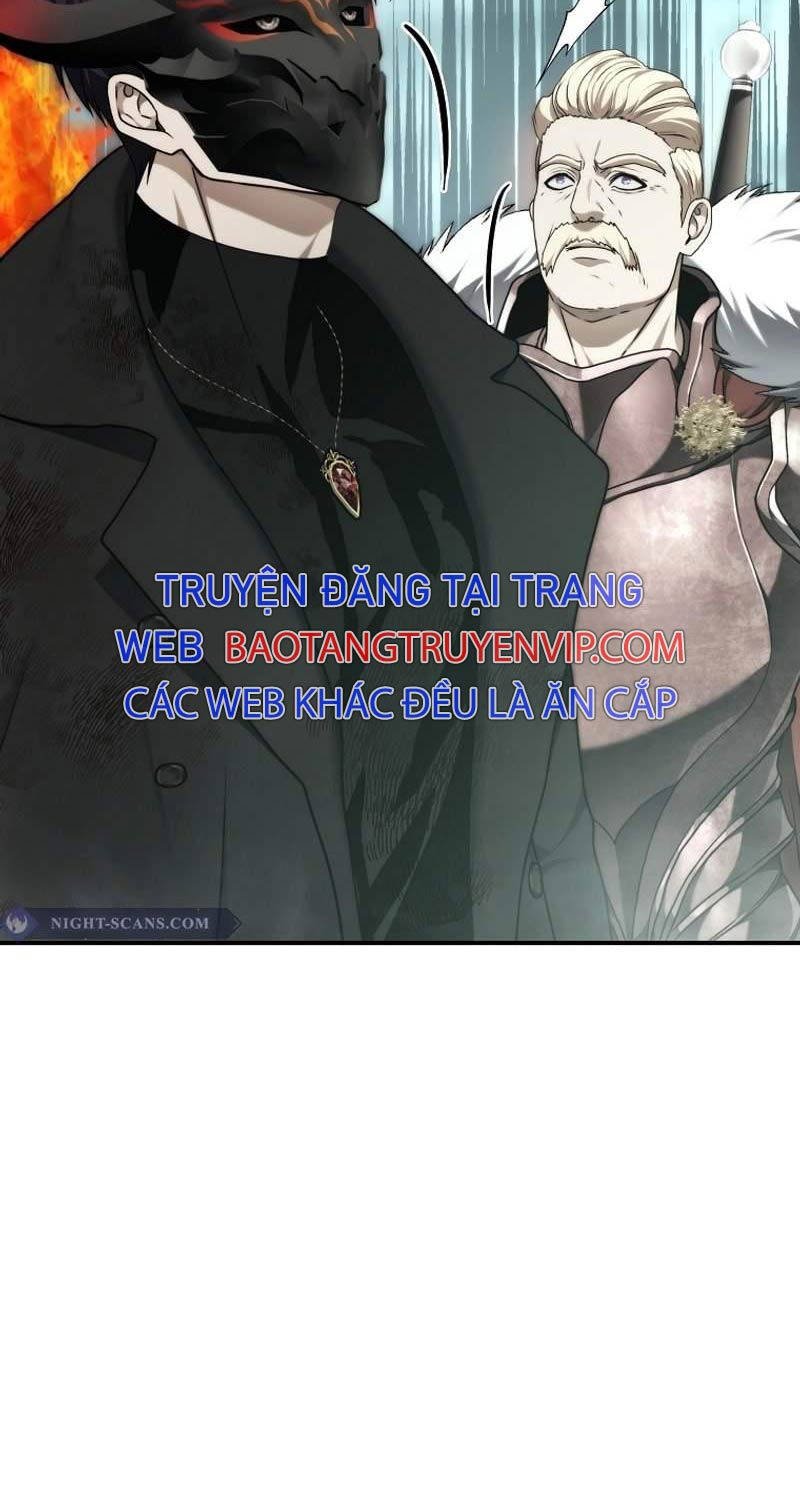 TRUYỆN ĐĂNG TẠI TRANG
WEB BAOTANGTRUYENVIP.COM
CÁC WEB KHÁC ĐỀU LÀ ĂN CẮP
NIGHT-SCANS.COM